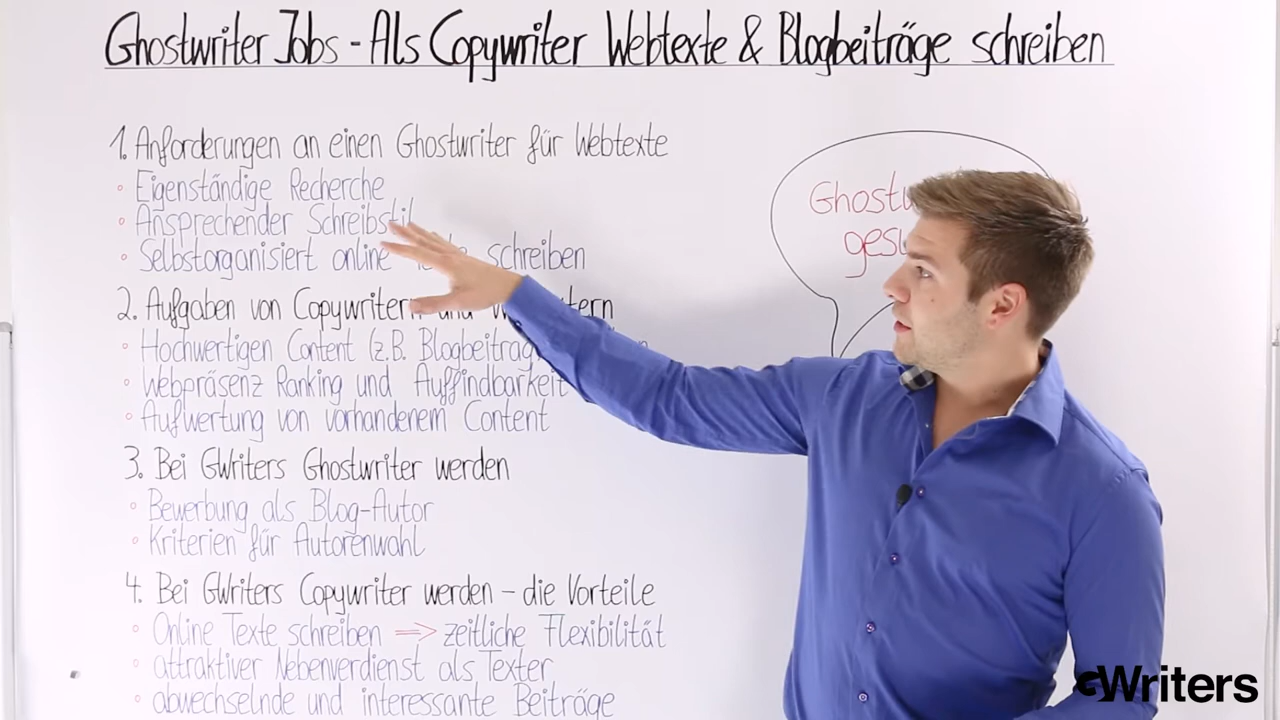 Ghostwriter Jobs - Als Copywriter Webtexte & Blogbeiträge schreiben
1. Anforderungen an einen Ghostwriter für Webtexte
• Eigenständige Recherche
• Ansprechender Schreibstil
• Selbstorganisiert online schreiben
2. Aufgaben von Copywritern und
• Hochwertigen Content (z.B. Blogbeiträge
• Webpräsenz Ranking und Auffindbarkeit
• Aufwertung von vorhandenem Content
3. Bei GWriters Ghostwriter werden
• Bewerbung als Blog-Autor
• Kriterien für Autorenwahl
4. Bei GWriters Copywriter werden – die Vorteile
• Online Texte schreiben => zeitliche Flexibilität
• attraktiver Nebenverdienst als Texter
• abwechselnde und interessante Beiträge
GWriters